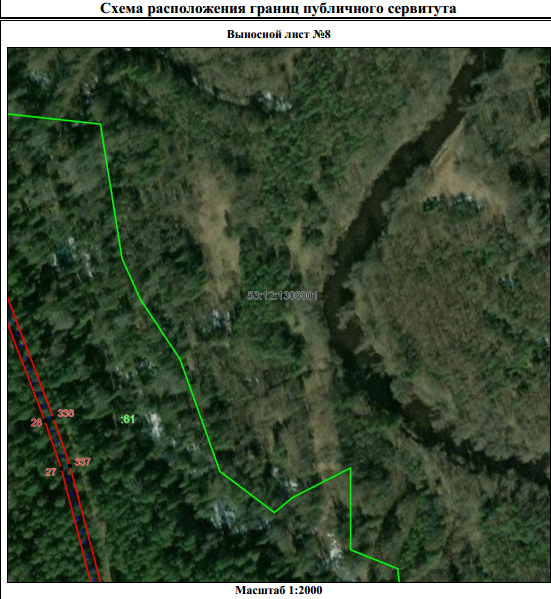 Схема расположения границ публичного сервитута
Выносной лист №8
53:12:1306001
336
26
:61
337
27
Масштаб 1:2000